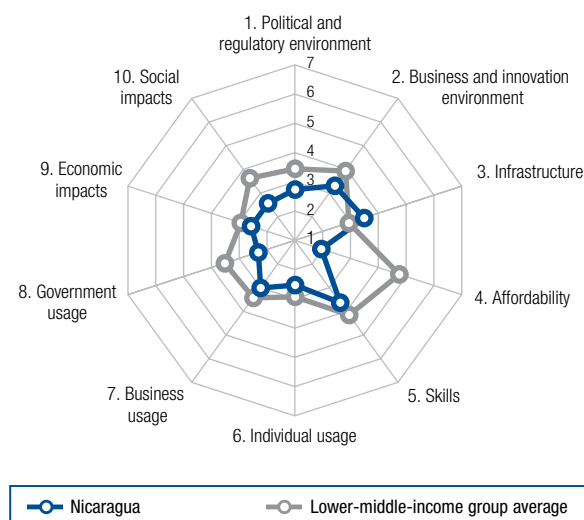 1. Political and
regulatory environment
7
10. Social
impacts
6
2. Business and innovation
environment
5
4
9. Economic
impacts
3
3. Infrastructure
2
1
8. Government
usage
4. Affordability
7. Business
usage
5. Skills
6. Individual usage
Nicaragua
Lower-middle-income group average